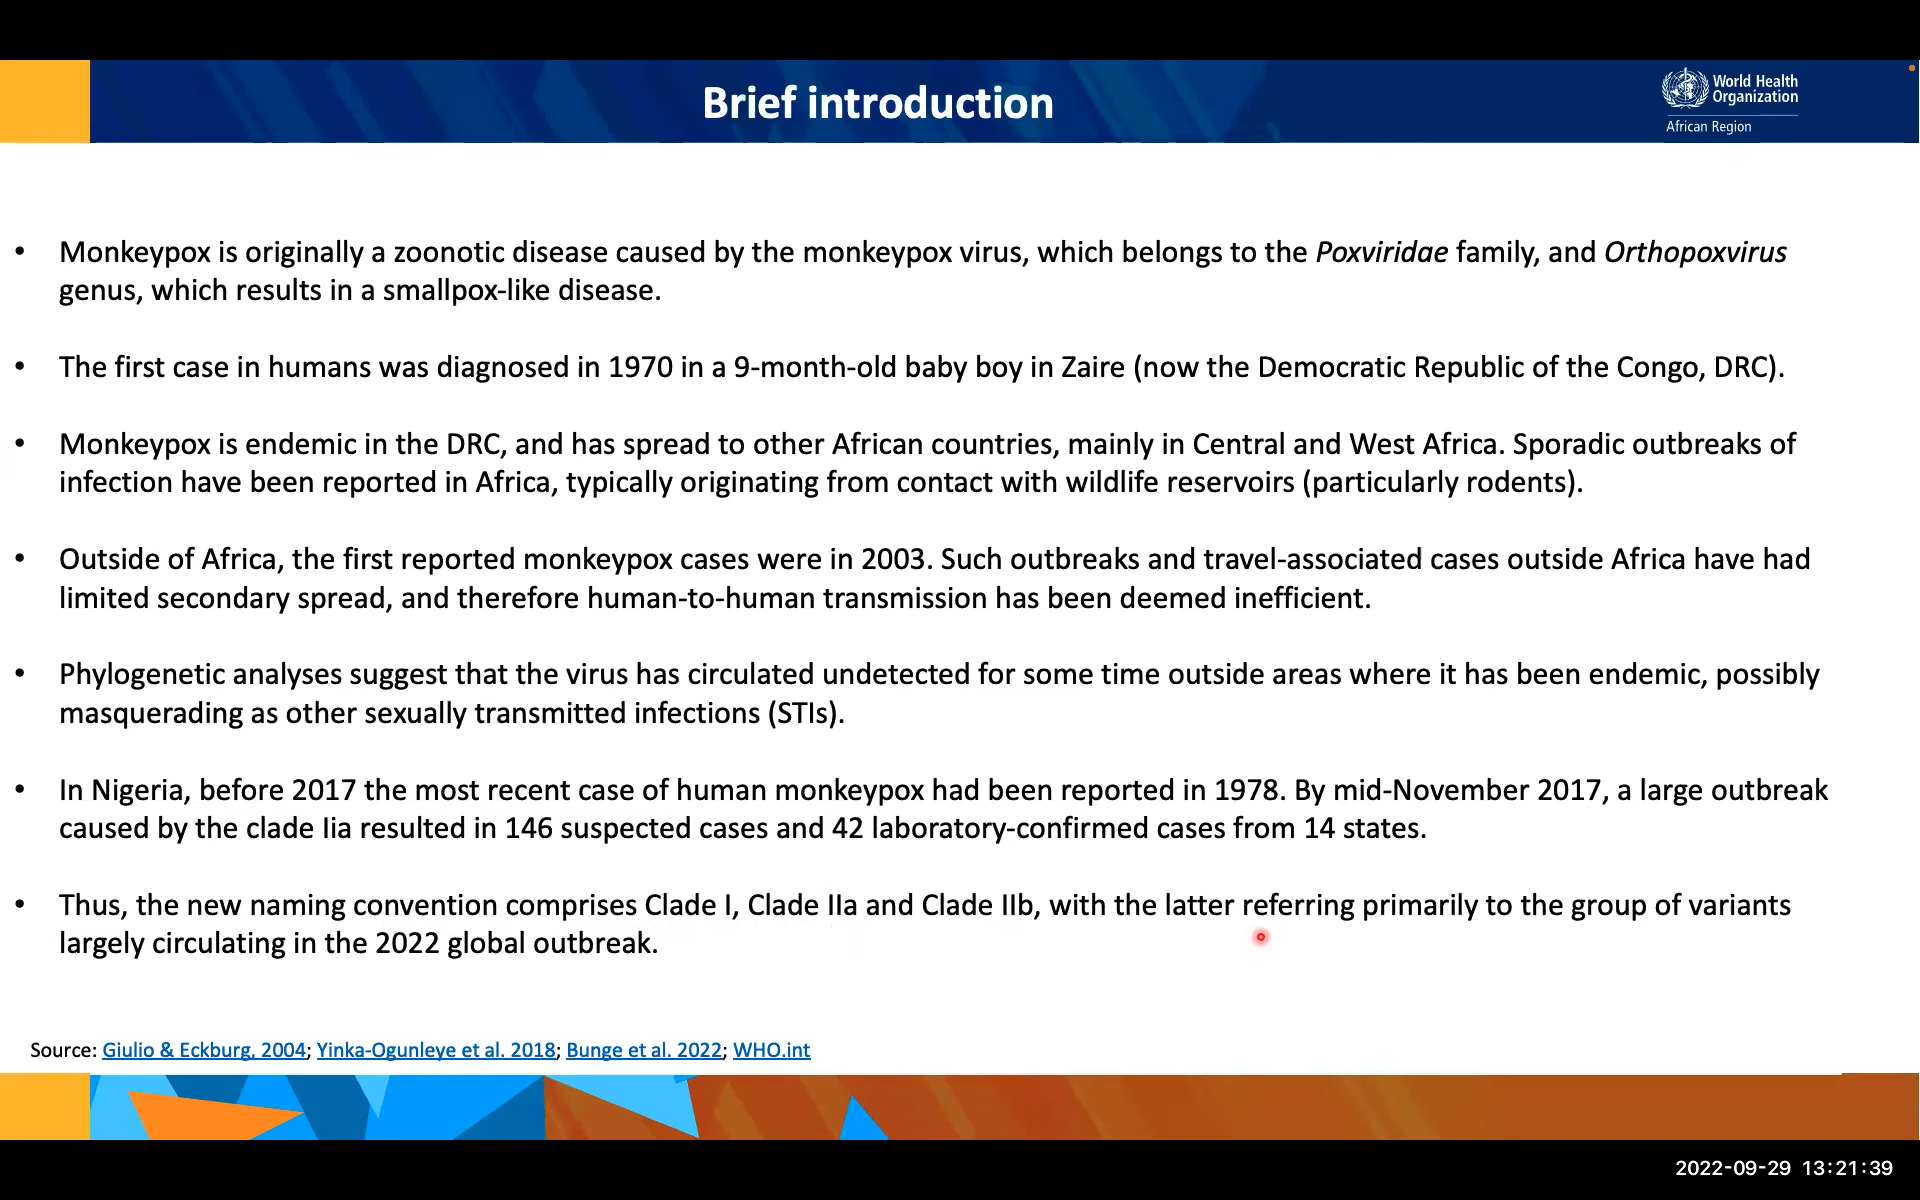 Brief introduction
World Health
Organization
African Region
• Monkeypox is originally a zoonotic disease caused by the monkeypox virus, which belongs to the Poxviridae family, and Orthopoxvirus
genus, which results in a smallpox-like disease.
• The first case in humans was diagnosed in 1970 in a 9-month-old baby boy in Zaire (now the Democratic Republic of the Congo, DRC).
• Monkeypox is endemic in the DRC, and has spread to other African countries, mainly in Central and West Africa. Sporadic outbreaks of
infection have been reported in Africa, typically originating from contact with wildlife reservoirs (particularly rodents).
• Outside of Africa, the first reported monkeypox cases were in 2003. Such outbreaks and travel-associated cases outside Africa have had
limited secondary spread, and therefore human-to-human transmission has been deemed inefficient.
• Phylogenetic analyses suggest that the virus has circulated undetected for some time outside areas where it has been endemic, possibly
masquerading as other sexually transmitted infections (STIs).
• In Nigeria, before 2017 the most recent case of human monkeypox had been reported in 1978. By mid-November 2017, a large outbreak
caused by the clade Iia resulted in 146 suspected cases and 42 laboratory-confirmed cases from 14 states.
• Thus, the new naming convention comprises Clade I, Clade IIa and Clade IIb, with the latter referring primarily to the group of variants
largely circulating in the 2022 global outbreak.
Source: Giulio & Eckburg, 2004; Yinka-Ogunleye et al. 2018; Bunge et al. 2022; WHO.int
2022-09-29 13:21:39